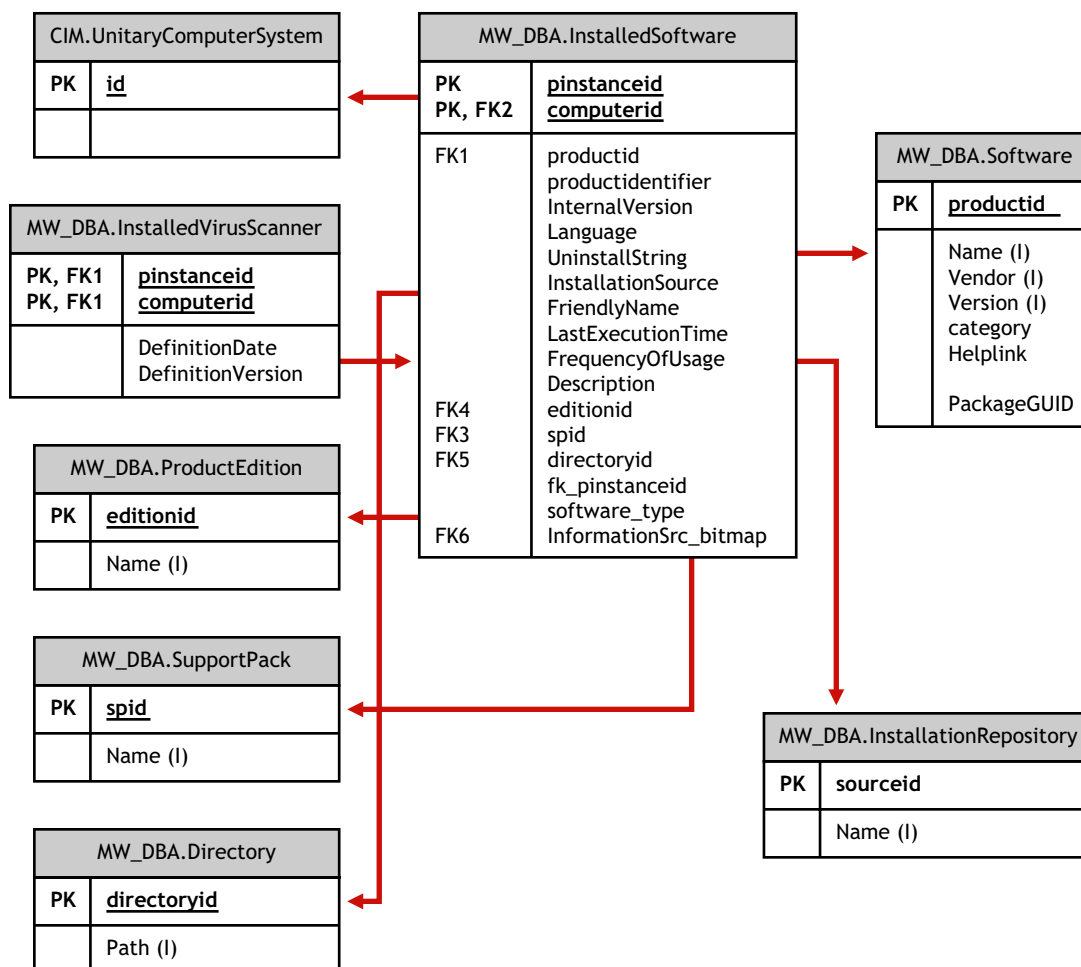 CIM.UnitaryComputerSystem
PK id
MW_DBA.InstalledSoftware
PK pinstanceid
PK, FK2 computerid
FK1 productid
productidentifier
InternalVersion
Language
UninstallString
InstallationSource
FriendlyName
LastExecutionTime
FrequencyOfUsage
Description
FK4 editionid
FK3 spid
FK5 directoryid
fk_pinstanceid
software_type
FK6 InformationSrc_bitmap
MW_DBA.Software
PK productid
Name (I)
Vendor (I)
Version (I)
category
Helplink
PackageGUID
MW_DBA.InstalledVirusScanner
PK, FK1 pinstanceid
PK, FK1 computerid
DefinitionDate
DefinitionVersion
MW_DBA.ProductEdition
PK editionid
Name (I)
MW_DBA.SupportPack
PK spid
Name (I)
MW_DBA.InstallationRepository
PK sourceid
Name (I)
MW_DBA.Directory
PK directoryid
Path (I)